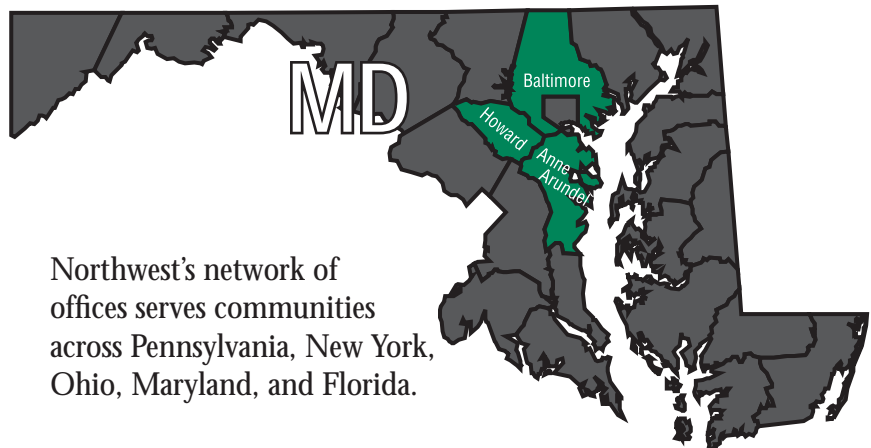 Baltimore
MD
Howard
Anne
Arundel
Northwest’s network of
offices serves communities
across Pennsylvania, New York,
Ohio, Maryland, and Florida.